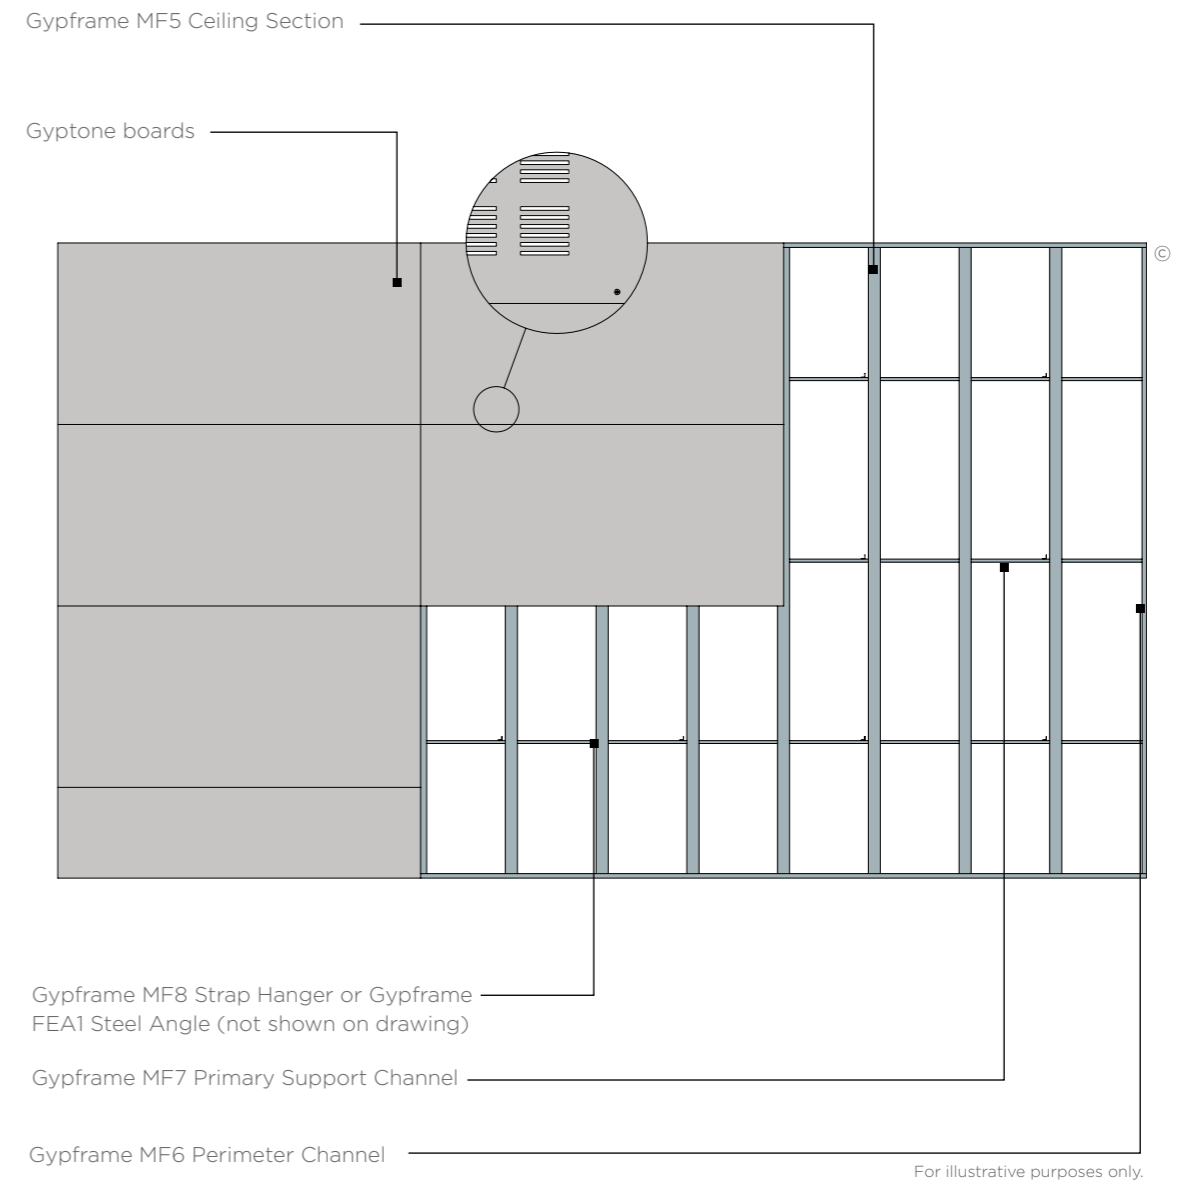 Gypframe MF5 Ceiling Section
Gyptone boards
©
Gypframe MF8 Strap Hanger or Gypframe
FEA1 Steel Angle (not shown on drawing)
Gypframe MF7 Primary Support Channel
Gypframe MF6 Perimeter Channel
For illustrative purposes only.